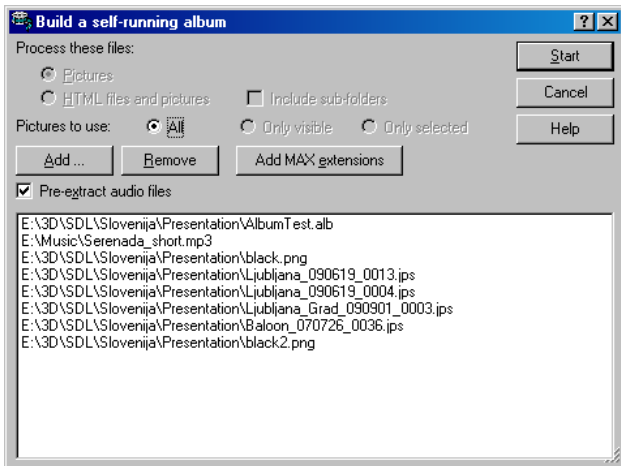 Build a self-running album
Process these files:
Pictures
HTML files and pictures
Include sub-folders
Pictures to use:
All
Only visible
Only selected
Start
Cancel
Help
Add ...
Remove
Add MAX extensions
Pre-extract audio files
E:\3D\SDL\Slovenija\Presentation\AlbumTest.alb
E:\Music\Serenada_short.mp3
E:\3D\SDL\Slovenija\Presentation\black.png
E:\3D\SDL\Slovenija\Presentation\Ljubljana_090619_0013.jps
E:\3D\SDL\Slovenija\Presentation\Ljubljana_090619_0004.jps
E:\3D\SDL\Slovenija\Presentation\Ljubljana_Grad_090901_0003.jps
E:\3D\SDL\Slovenija\Presentation\Baloon_070726_0036.jps
E:\3D\SDL\Slovenija\Presentation\black2.png